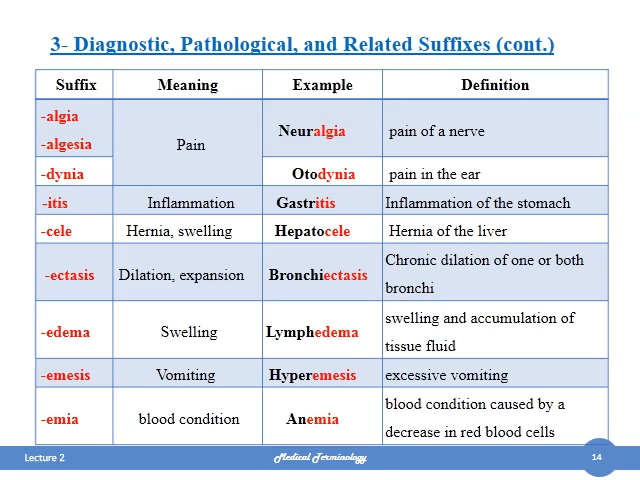 3- Diagnostic, Pathological, and Related Suffixes (cont.)
Suffix Meaning Example Definition
-algia
-algesia Pain Neuralgia pain of a nerve
-dynia Otodynia pain in the ear
-itis Inflammation Gastritis Inflammation of the stomach
-cele Hernia, swelling Hepatocele Hernia of the liver
-ectasis Dilation, expansion Bronchiectasis Chronic dilation of one or both
bronchi
-edema Swelling Lymphedema swelling and accumulation of
tissue fluid
-emesis Vomiting Hyperemesis excessive vomiting
-emia blood condition Anemia blood condition caused by a
decrease in red blood cells
Lecture 2 Medical Terminology 14